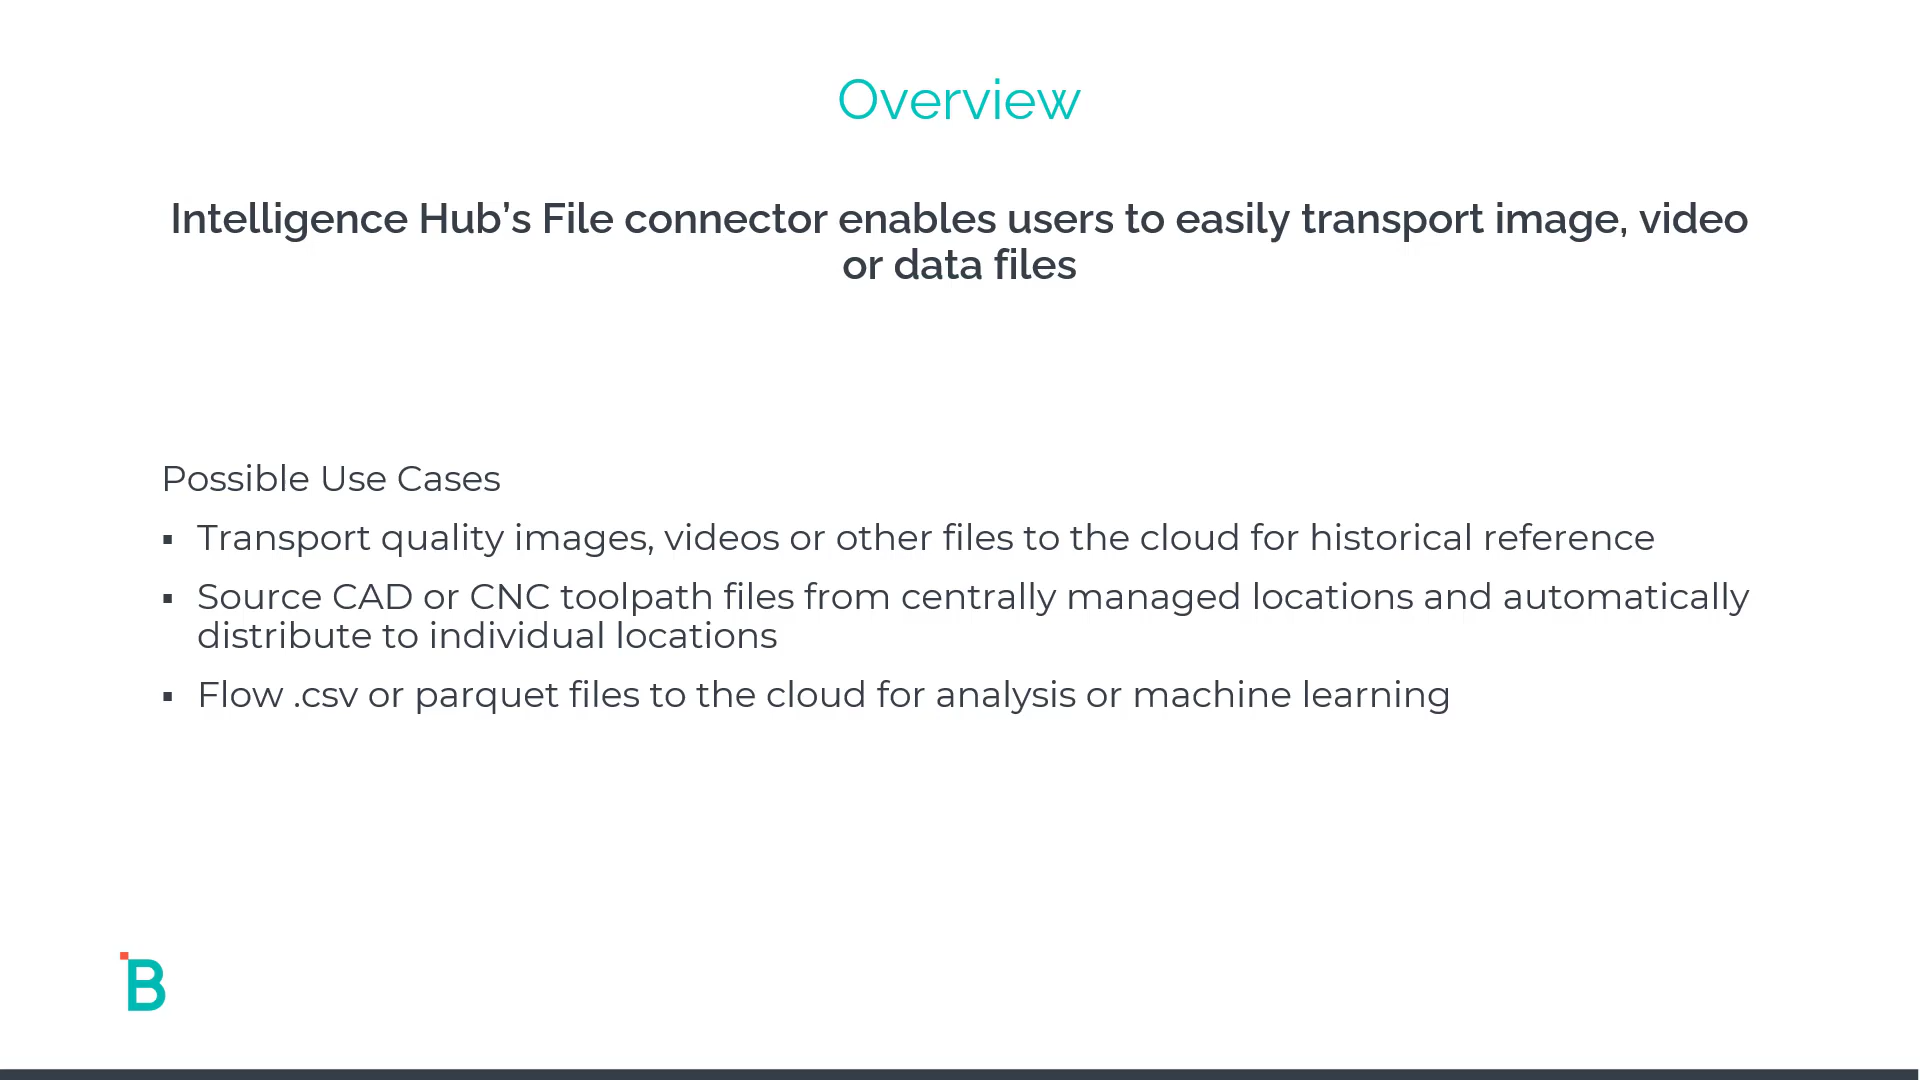 Overview
Intelligence Hub’s File connector enables users to easily transport image, video
or data files
Possible Use Cases
▪ Transport quality images, videos or other files to the cloud for historical reference
▪ Source CAD or CNC toolpath files from centrally managed locations and automatically
distribute to individual locations
▪ Flow .csv or parquet files to the cloud for analysis or machine learning
B